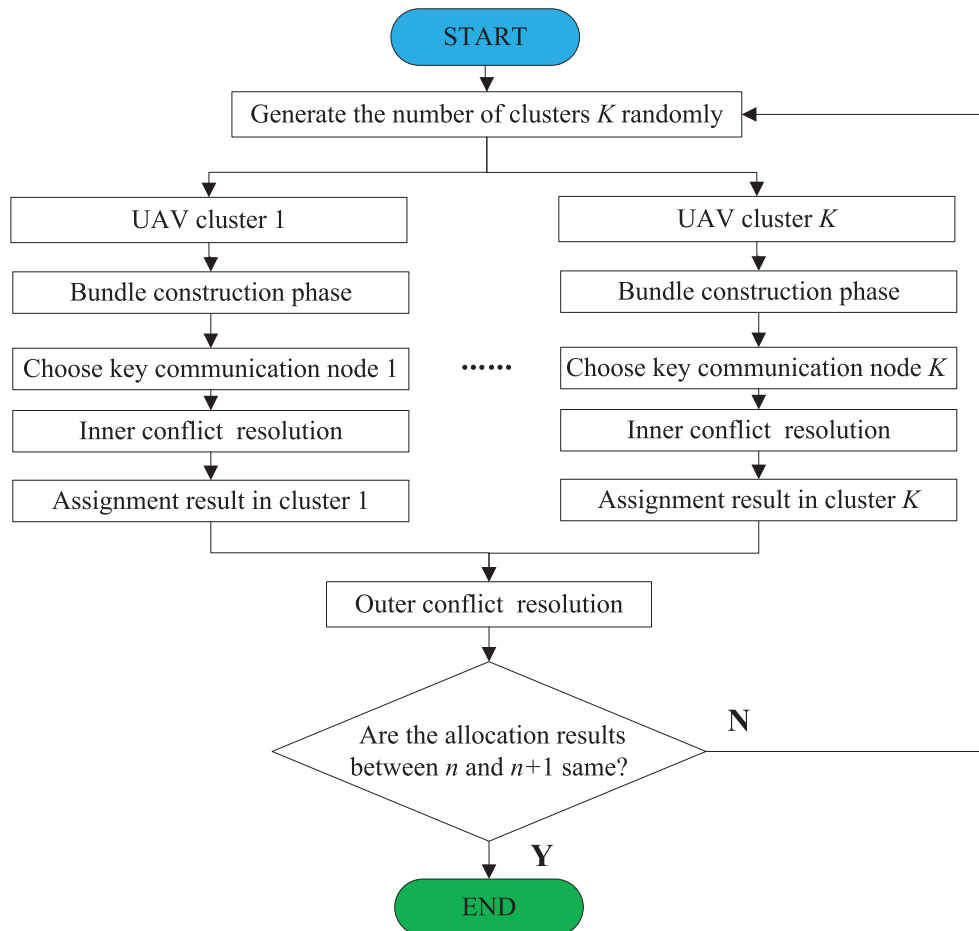 START
Generate the number of clusters K randomly
UAV cluster 1
Bundle construction phase
Choose key communication node 1
Inner conflict resolution
Assignment result in cluster 1
......
UAV cluster K
Bundle construction phase
Choose key communication node K
Inner conflict resolution
Assignment result in cluster K
Outer conflict resolution
Are the allocation results
between n and n+1 same?
N
Y
END